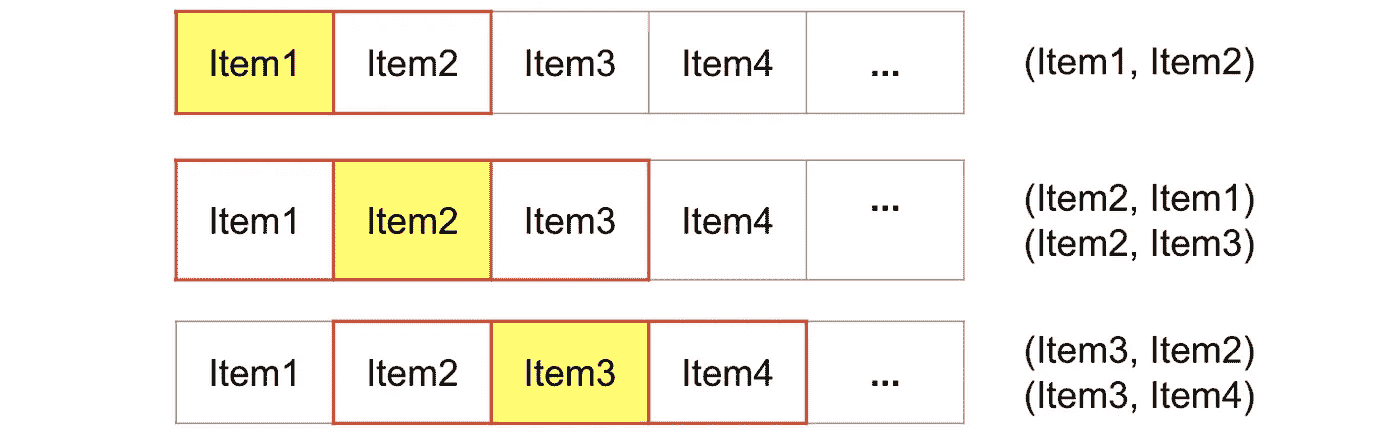 Item1 Item2 Item3 Item4 ... (Item1, Item2)
Item1 Item2 Item3 Item4 ... (Item2, Item1)
(Item2, Item3)
Item1 Item2 Item3 Item4 ... (Item3, Item2)
(Item3, Item4)